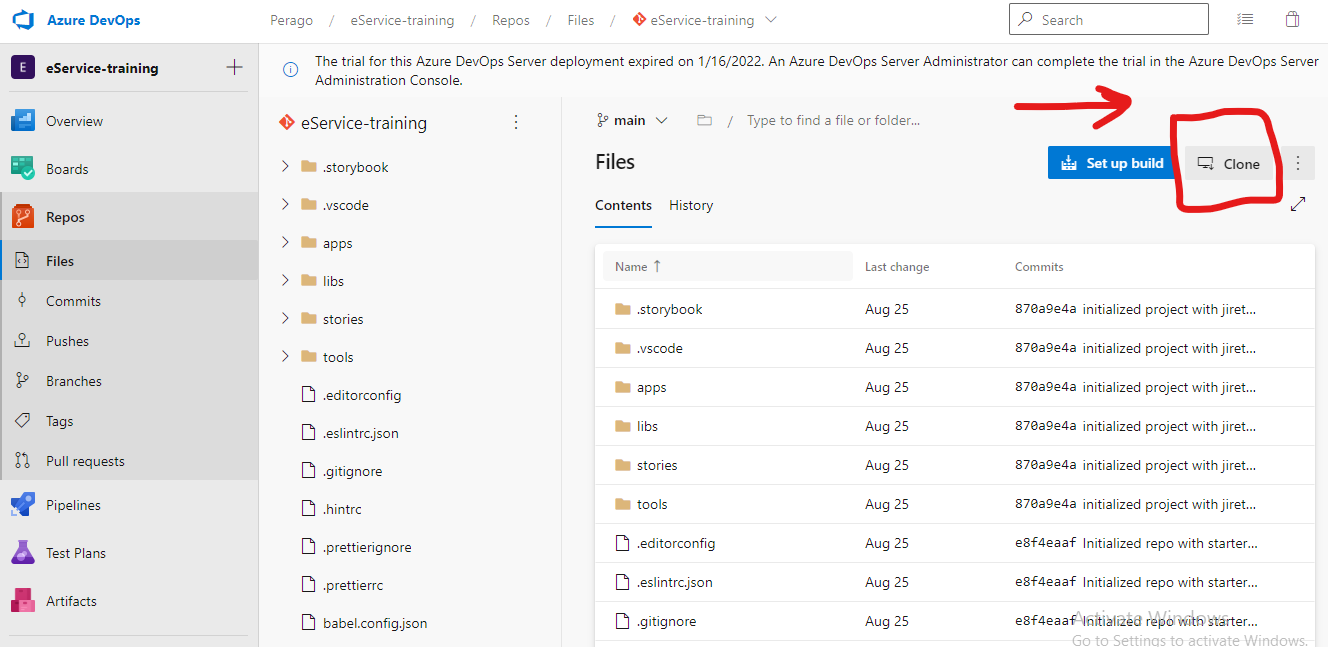 Azure DevOps
Perago / eService-training / Repos / Files / eService-training
Search
E eService-training
The trial for this Azure DevOps Server deployment expired on 1/16/2022. An Azure DevOps Server Administrator can complete the trial in the Azure DevOps Server
Administration Console.
Overview
Boards
Repos
Files
Commits
Pushes
Branches
Tags
Pull requests
Pipelines
Test Plans
Artifacts
eService-training
.storybook
.vscode
apps
libs
stories
tools
.editorconfig
.eslintrc.json
.gitignore
.hintrc
.prettierignore
.prettierrc
babel.config.json
main / Type to find a file or folder...
Files
Set up build
Clone
Contents History
Name ↑ Last change Commits
.storybook Aug 25 870a9e4a initialized project with jiret...
.vscode Aug 25 870a9e4a initialized project with jiret...
apps Aug 25 870a9e4a initialized project with jiret...
libs Aug 25 870a9e4a initialized project with jiret...
stories Aug 25 870a9e4a initialized project with jiret...
tools Aug 25 870a9e4a initialized project with jiret...
.editorconfig Aug 25 e8f4eaaf Initialized repo with starter...
.eslintrc.json Aug 25 e8f4eaaf Initialized repo with starter...
.gitignore Aug 25 e8f4eaaf Initialized repo with starter...
Activate Windows
Go to Settings to activate Windows.